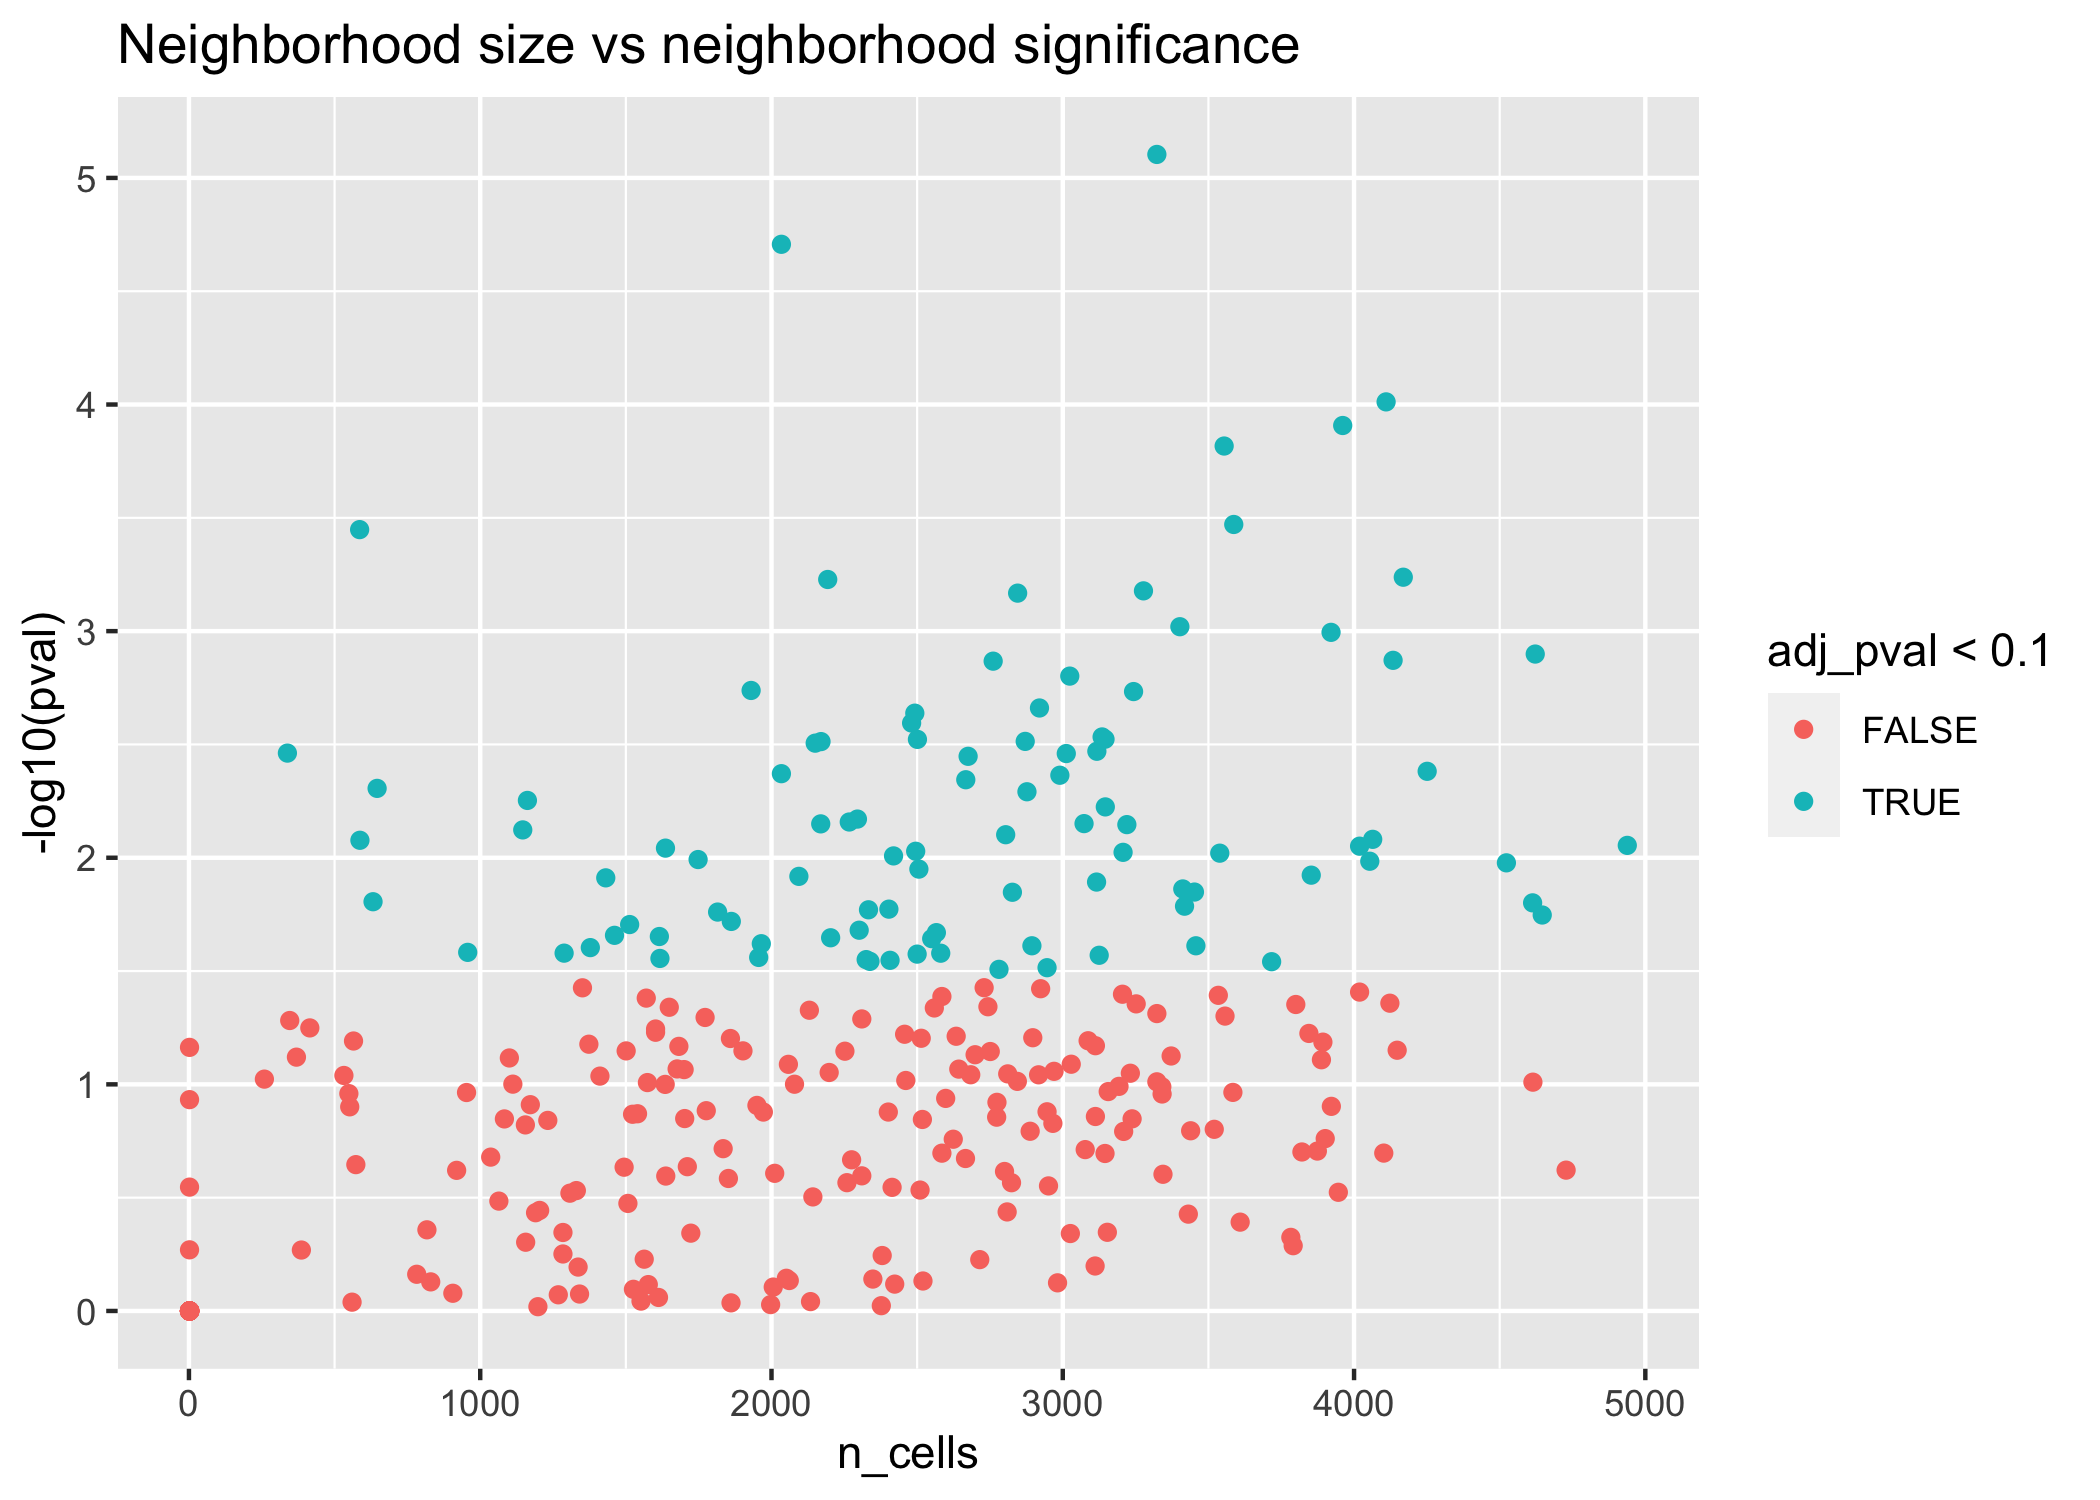 Neighborhood size vs neighborhood significance
5
4
3
2
1
0
-log10(pval)
0 1000 2000 3000 4000 5000
n_cells
adj_pval < 0.1
FALSE
TRUE